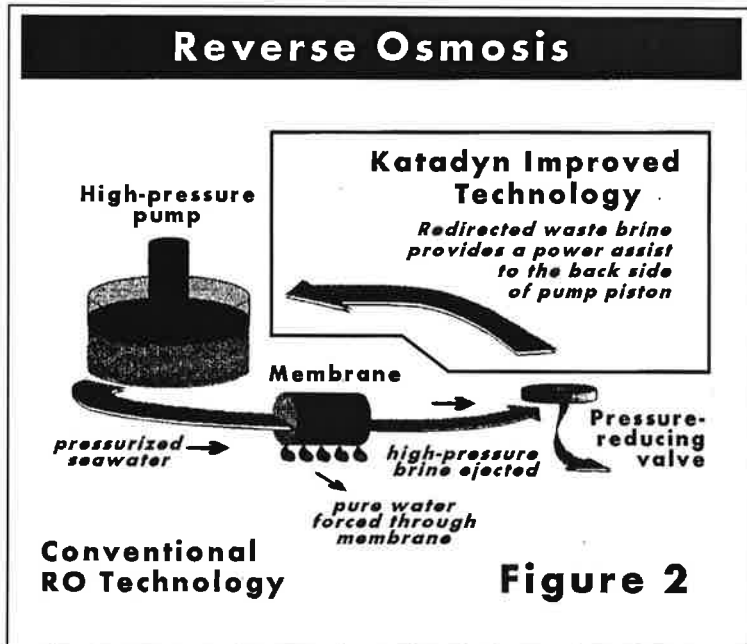 Reverse Osmosis
Katadyn Improved
Technology
Redirected waste brine
provides a power assist
to the back side
of pump piston
High-pressure
pump
Membrane
pressurized
seawater
high-pressure
brine ejected
Pressure-
reducing
valve
pure water
forced through
membrane
Conventional
RO Technology
Figure 2